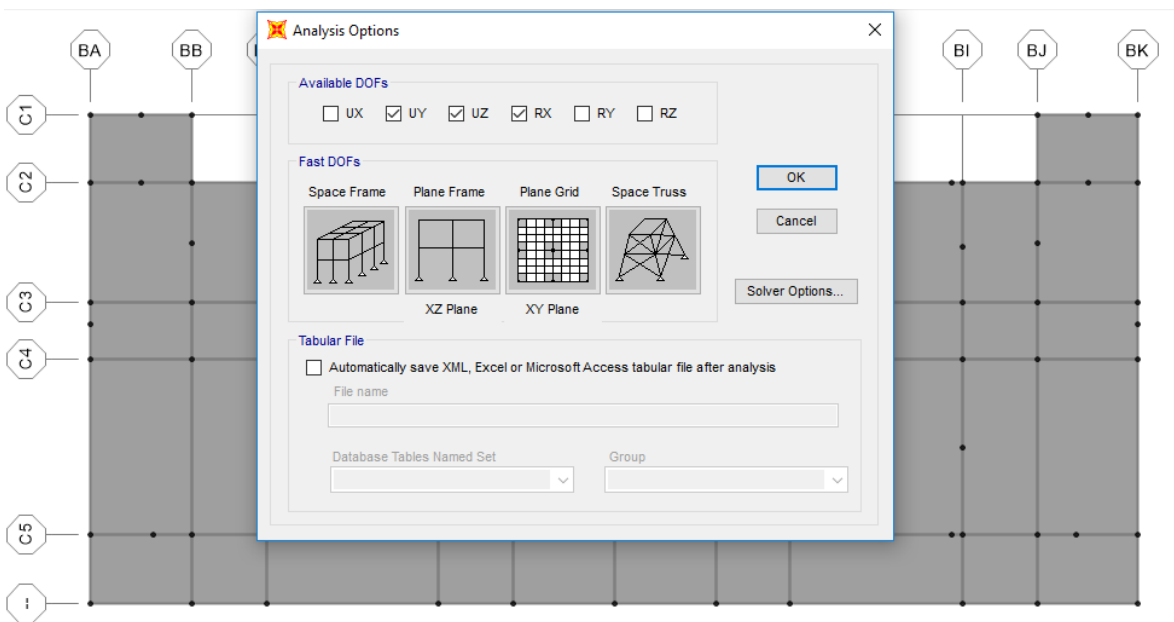 Analysis Options
BA
BB
BI
BJ
BK
Available DOFs
UX UY UZ RX RY RZ
C1
Fast DOFs
C2
Space Frame Plane Frame Plane Grid Space Truss
OK
Cancel
C3
XZ Plane XY Plane
Solver Options...
Tabular File
C4
Automatically save XML, Excel or Microsoft Access tabular file after analysis
File name
Database Tables Named Set
Group
C5